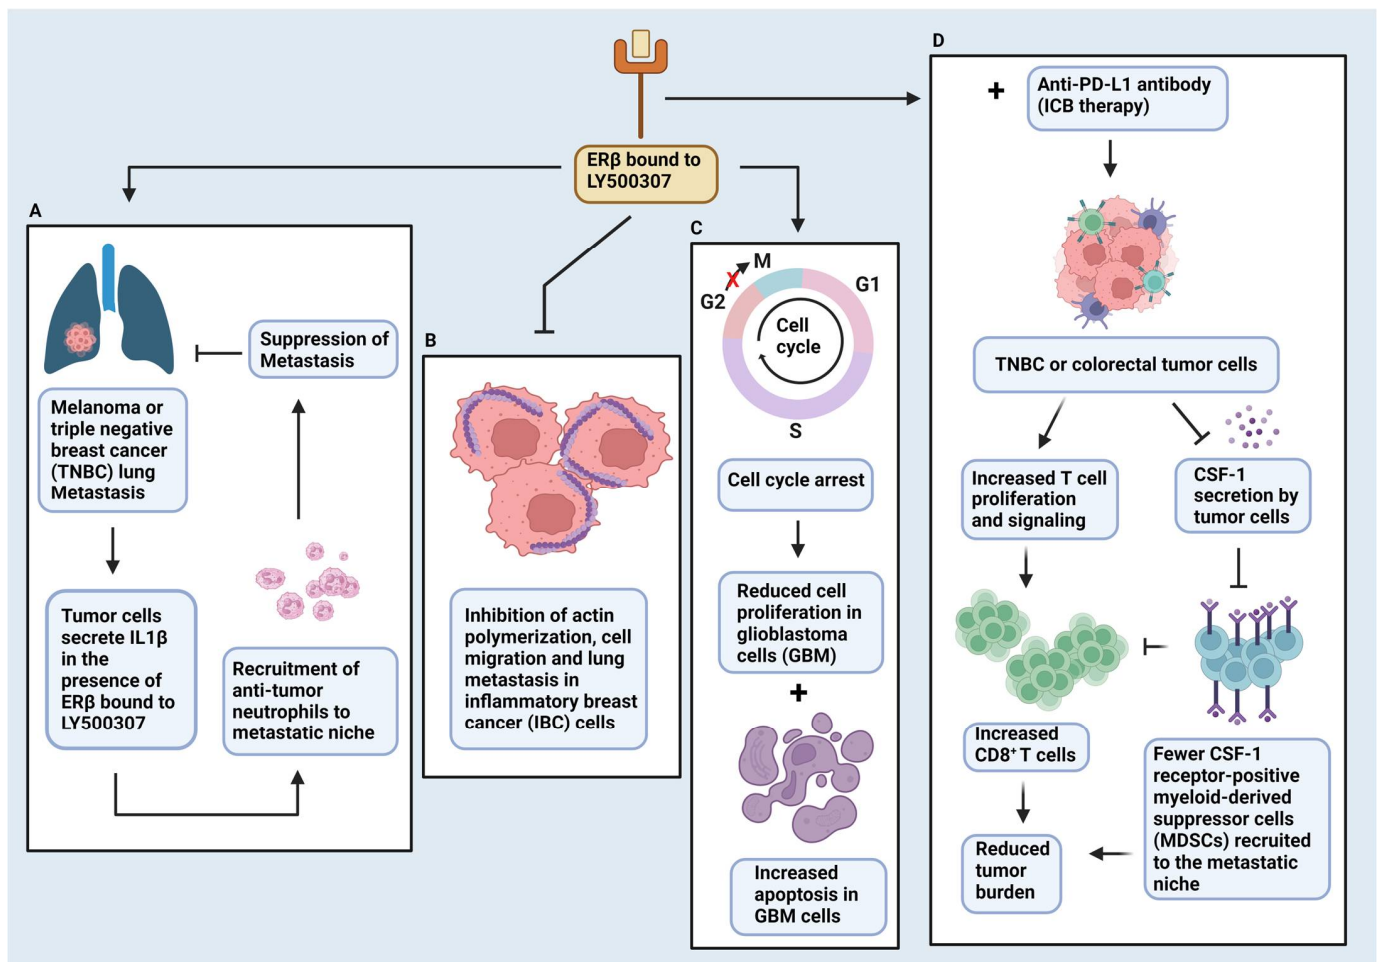 ERβ bound to
LY500307
A
Suppression of
Metastasis
Melanoma or
triple negative
breast cancer
(TNBC) lung
Metastasis
Tumor cells
secrete IL1β
in the
presence of
ERβ bound to
LY500307
Recruitment of
anti-tumor
neutrophils to
metastatic niche
B
Inhibition of actin
polymerization, cell
migration and lung
metastasis in
inflammatory breast
cancer (IBC) cells
C
M
X
G2
G1
Cell
cycle
S
Cell cycle arrest
Reduced cell
proliferation in
glioblastoma
cells (GBM)
+
Increased
apoptosis in
GBM cells
D
+
Anti-PD-L1 antibody
(ICB therapy)
TNBC or colorectal tumor cells
Increased T cell
proliferation
and signaling
CSF-1
secretion by
tumor cells
Increased
CD8⁺ T cells
Fewer CSF-1
receptor-positive
myeloid-derived
suppressor cells
(MDSCs) recruited
to the metastatic
niche
Reduced
tumor
burden